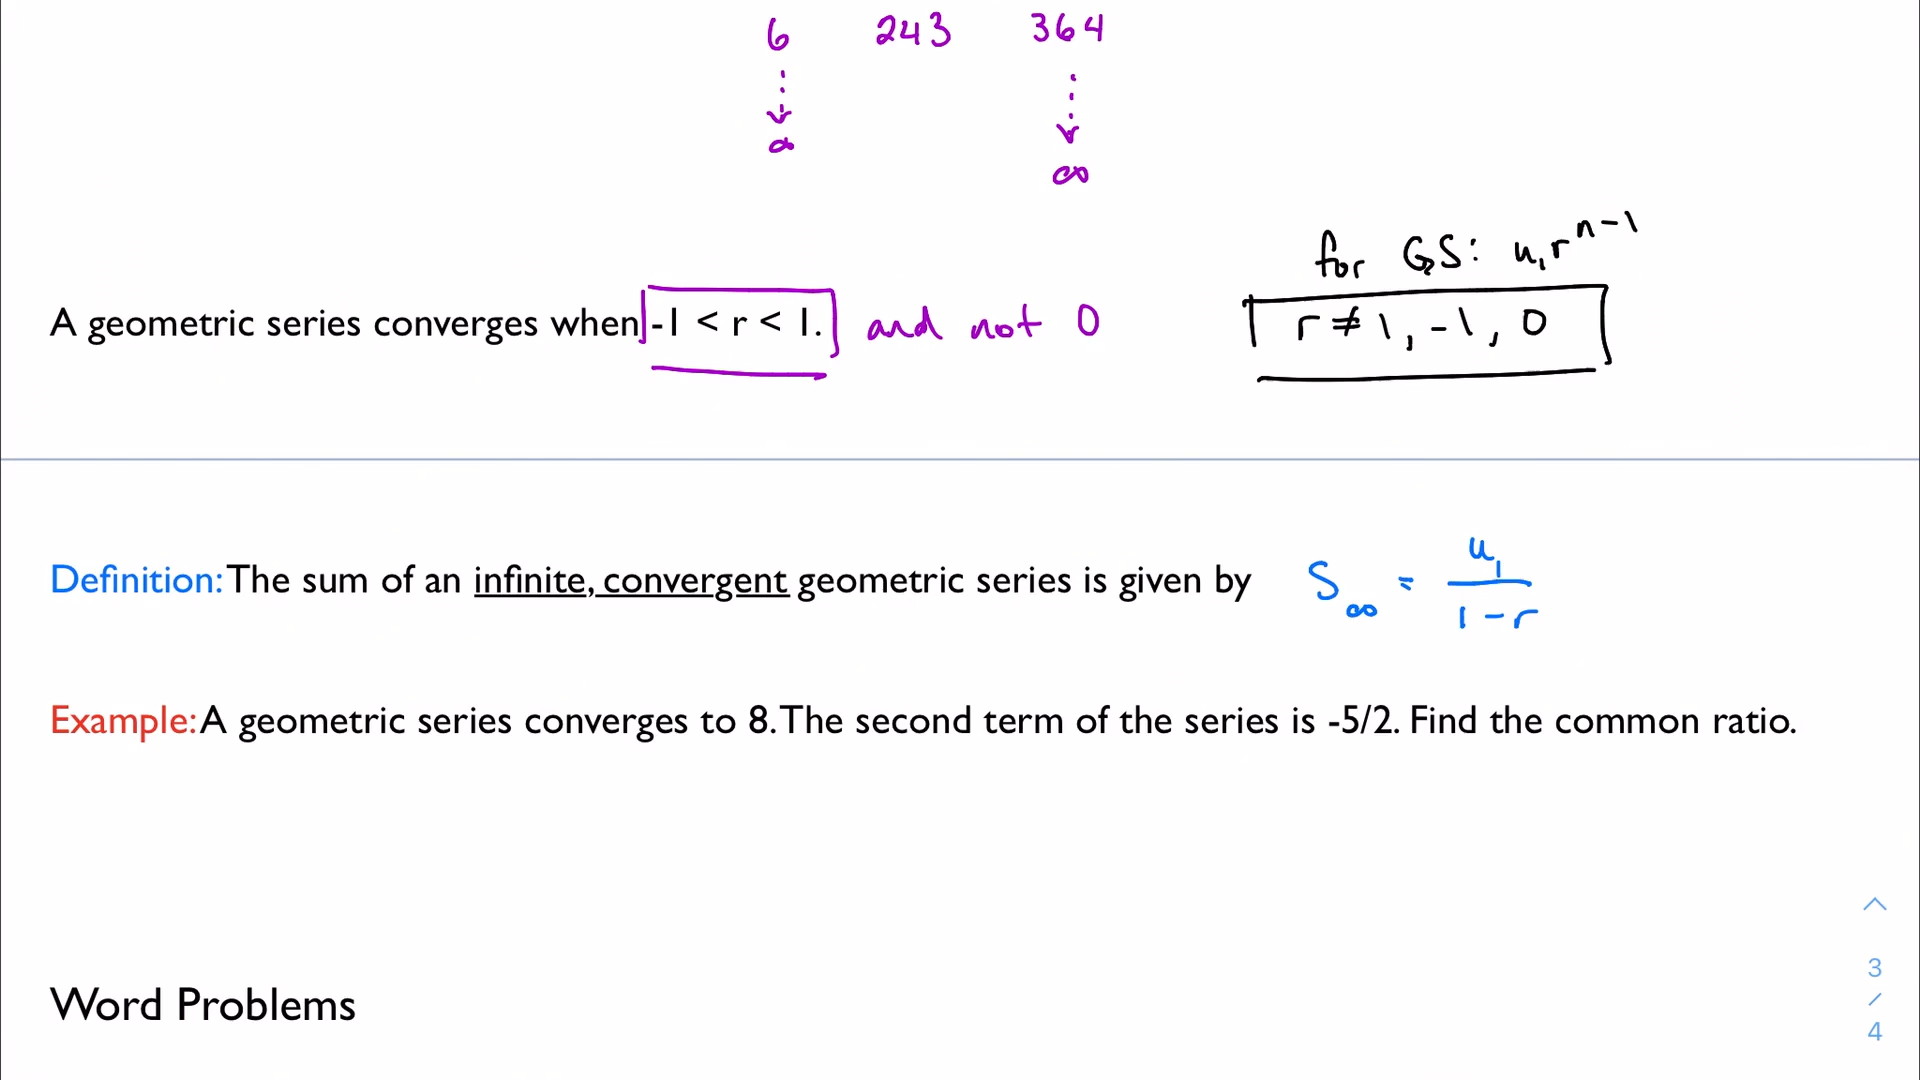 6 243 364
∞ ∞
for GS: u₁rⁿ⁻¹
A geometric series converges when -1 < r < 1. and not 0 r ≠ 1, -1, 0
Definition: The sum of an infinite, convergent geometric series is given by S∞ = u₁/(1-r)
Example: A geometric series converges to 8. The second term of the series is -5/2. Find the common ratio.
Word Problems
3
/
4